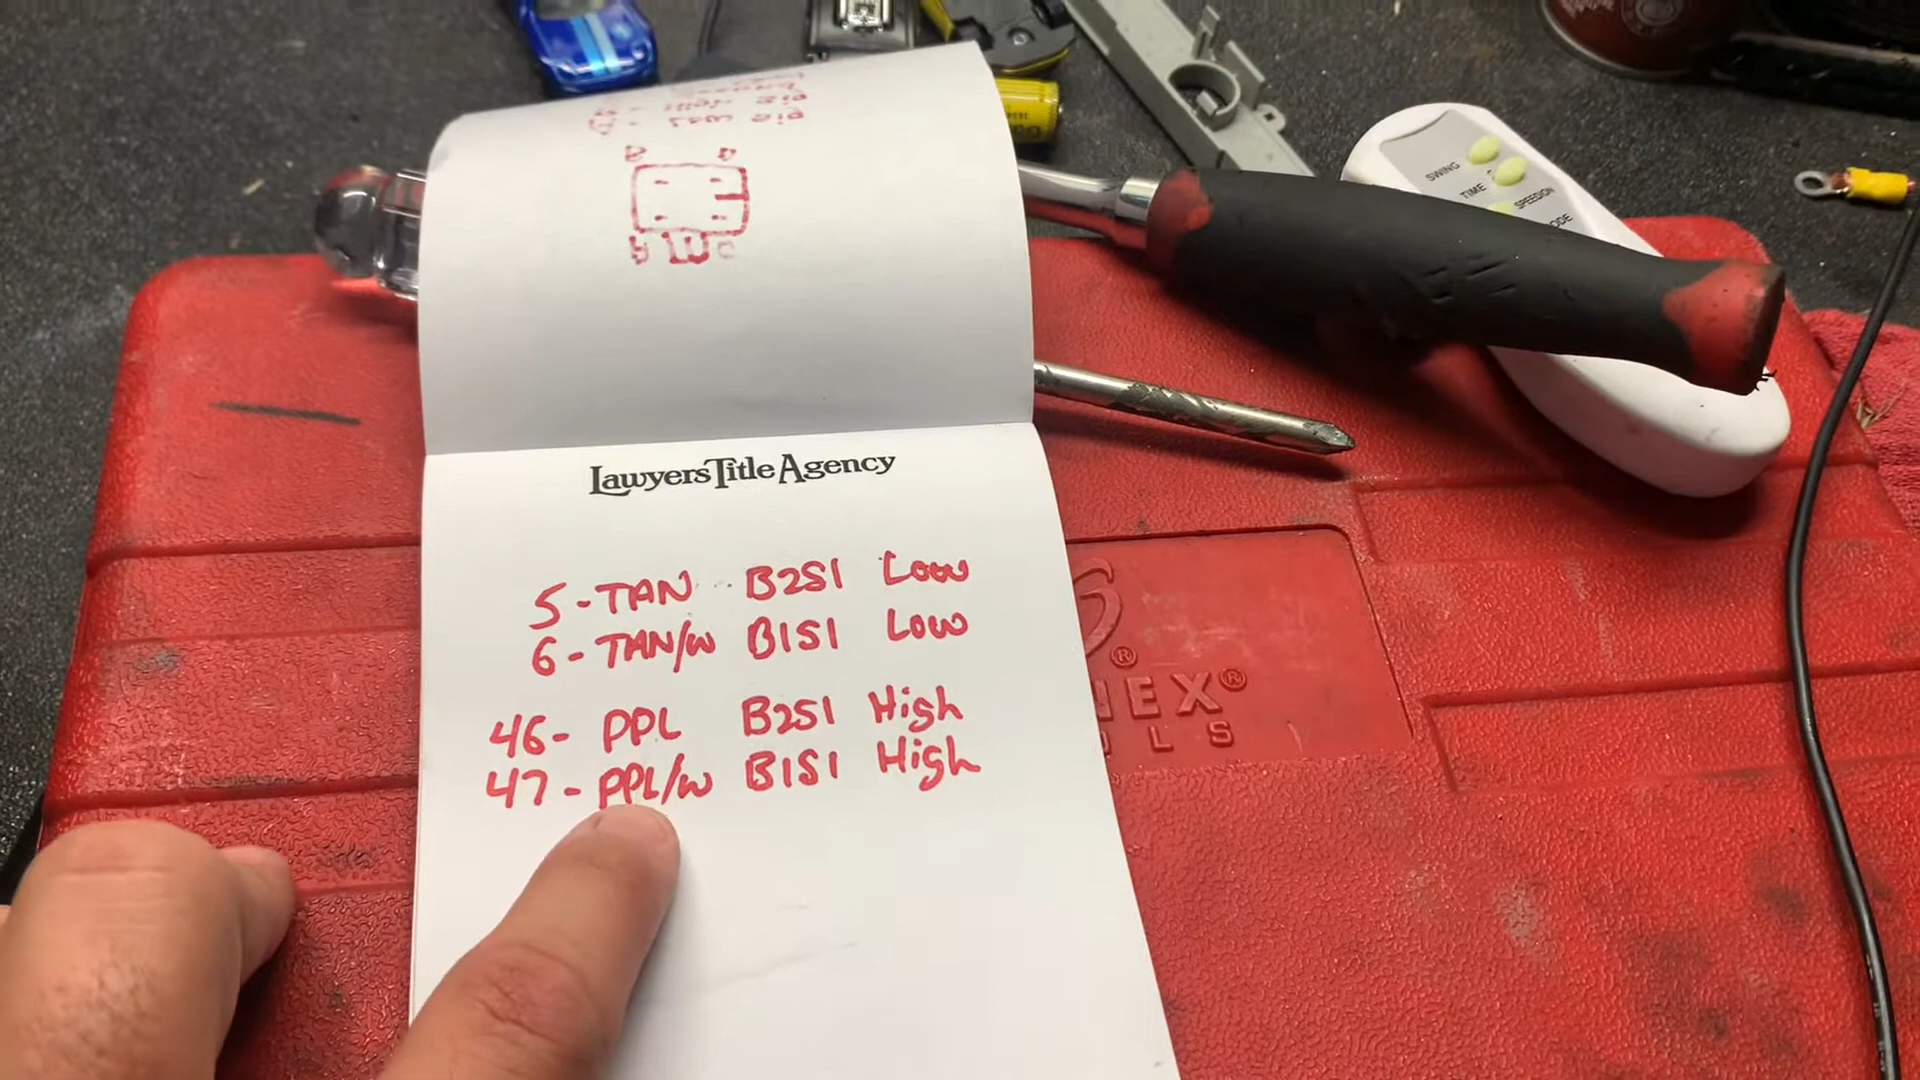 SWING
TIME
MODE
Lawyers Title Agency
5 - TAN B2S1 Low
6 - TAN/W B1S1 Low
46 - PPL B2S1 High
47 - PPL/W B1S1 High